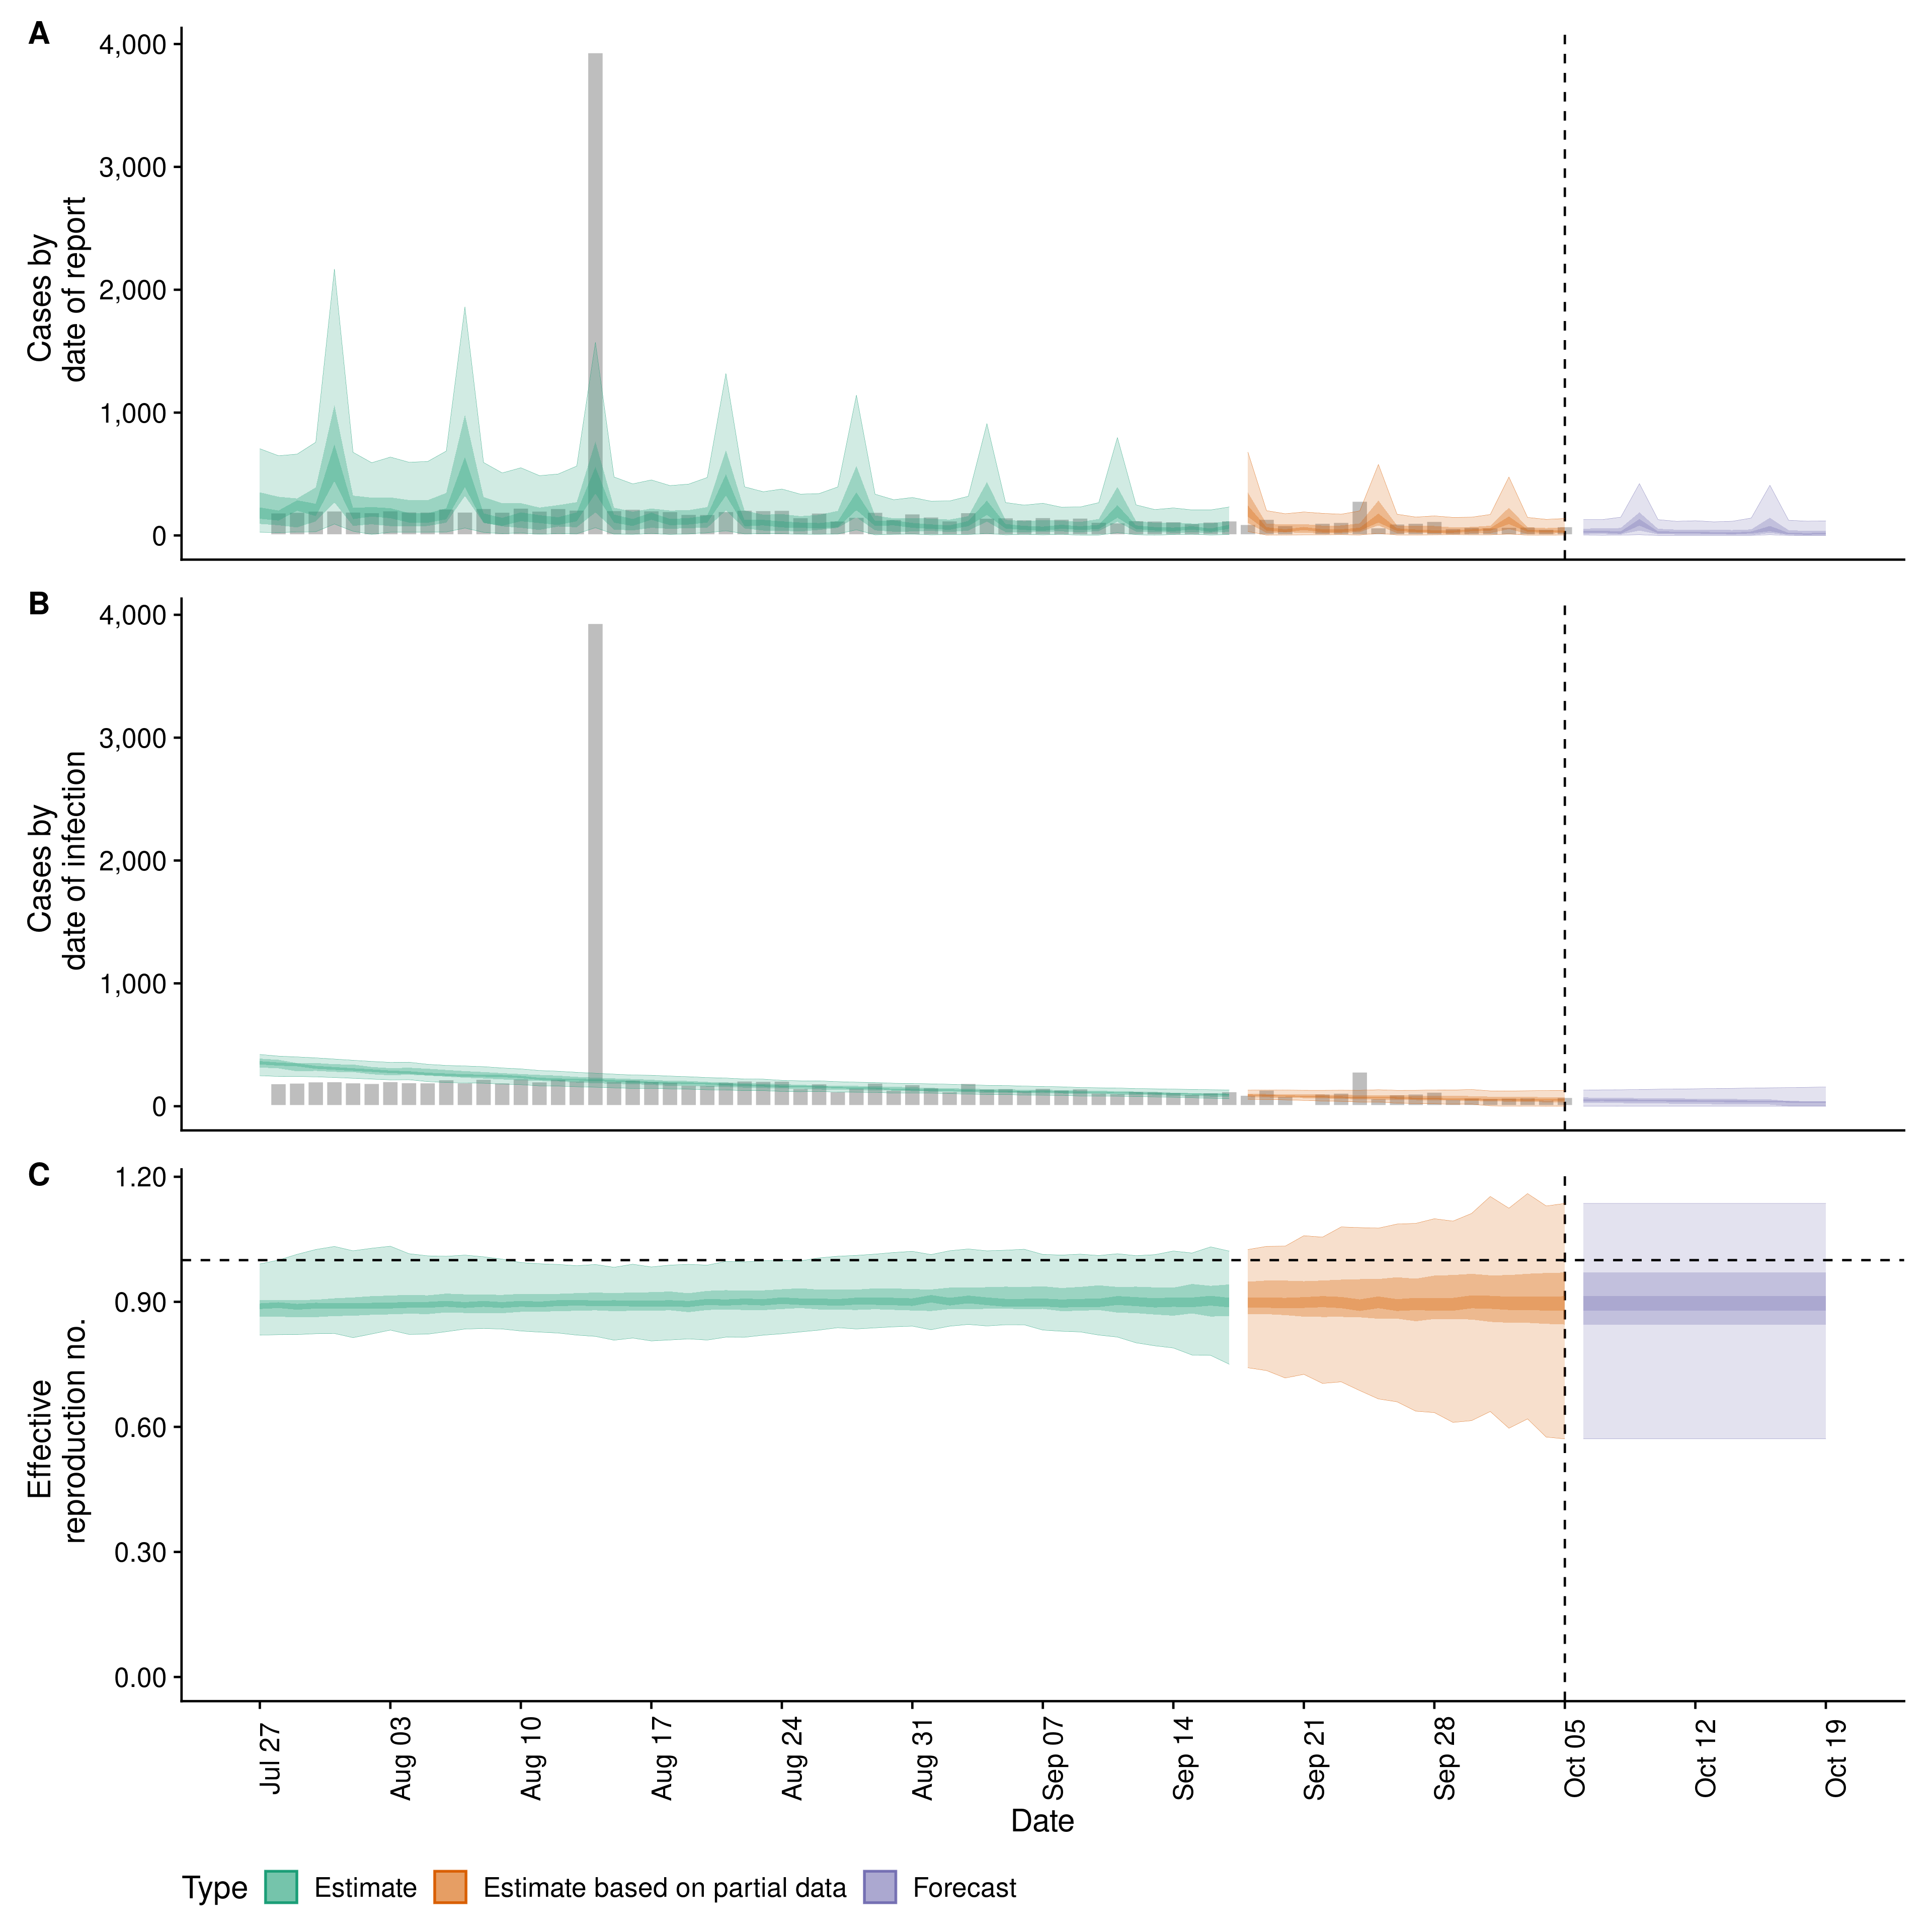 A
4,000
3,000
2,000
1,000
0
Cases by
date of report
B
4,000
3,000
2,000
1,000
0
Cases by
date of infection
C
1.20
0.90
0.60
0.30
0.00
Effective
reproduction no.
Jul 27
Aug 03
Aug 10
Aug 17
Aug 24
Aug 31
Sep 07
Sep 14
Sep 21
Sep 28
Oct 05
Oct 12
Oct 19
Date
Type Estimate Estimate based on partial data Forecast